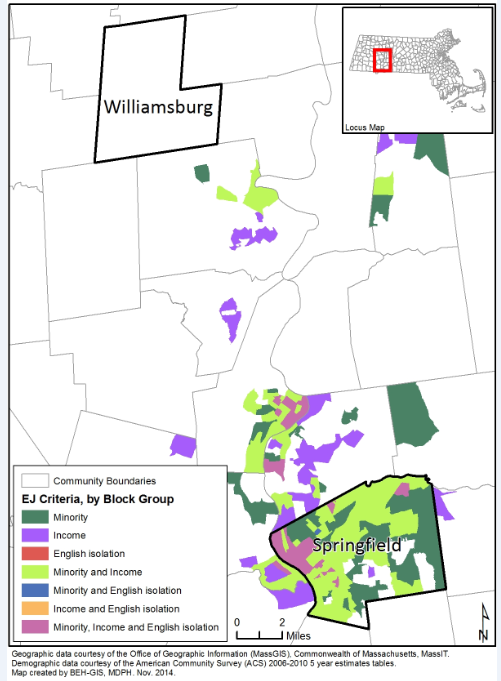 Williamsburg
Locus Map
Springfield
Community Boundaries
EJ Criteria, by Block Group
Minority
Income
English isolation
Minority and Income
Minority and English isolation
Income and English isolation
Minority, Income and English isolation
0 2
Miles
N
Geographic data courtesy of the Office of Geographic Information (MassGIS), Commonwealth of Massachusetts, MassIT.
Demographic data courtesy of the American Community Survey (ACS) 2006-2010 5 year estimates tables.
Map created by BEH-GIS, MDPH. Nov. 2014.